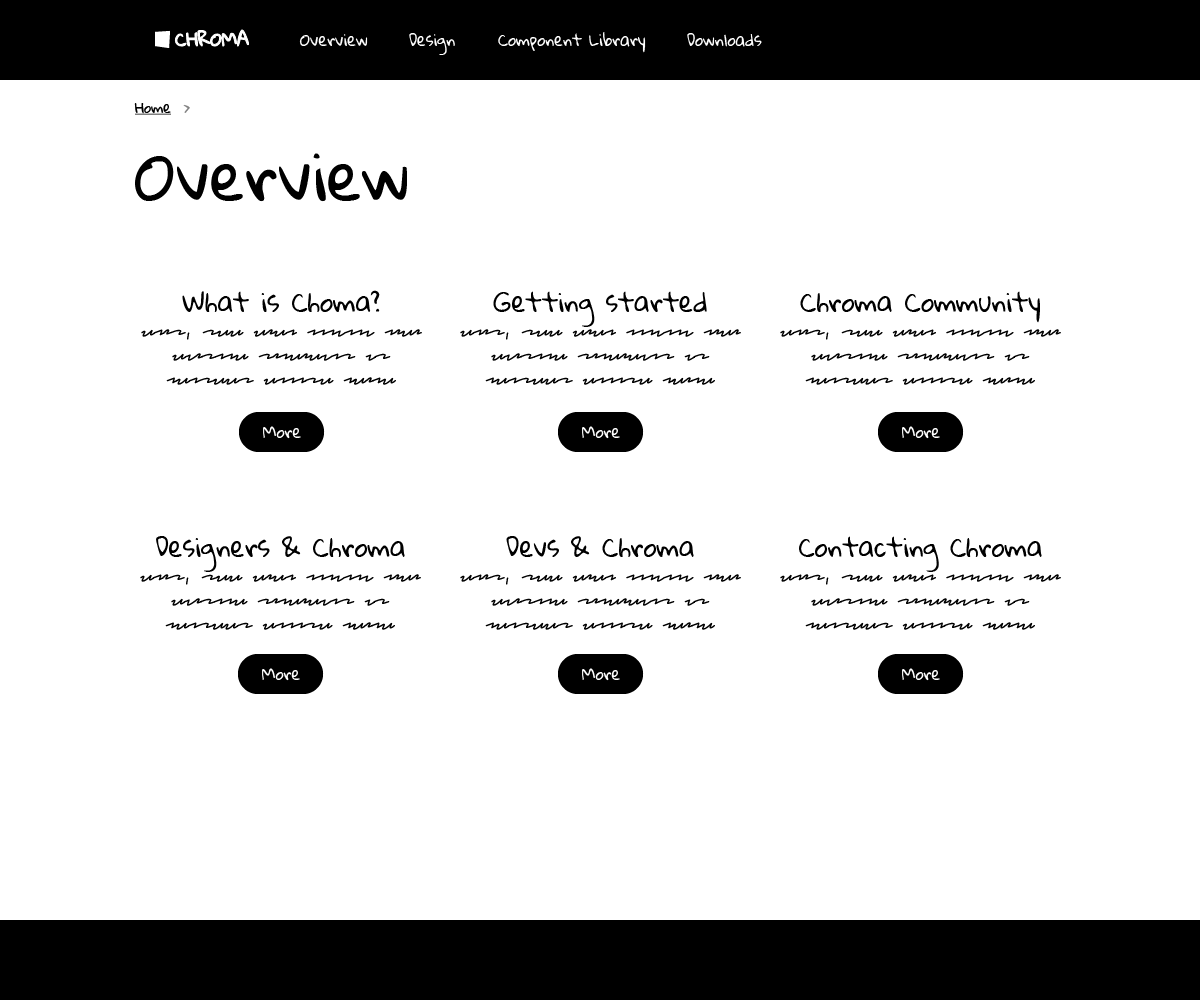 CHROMA Overview Design Component Library Downloads
Home >
Overview
What is Choma? Getting started Chroma Community
More More More
Designers & Chroma Devs & Chroma Contacting Chroma
More More More